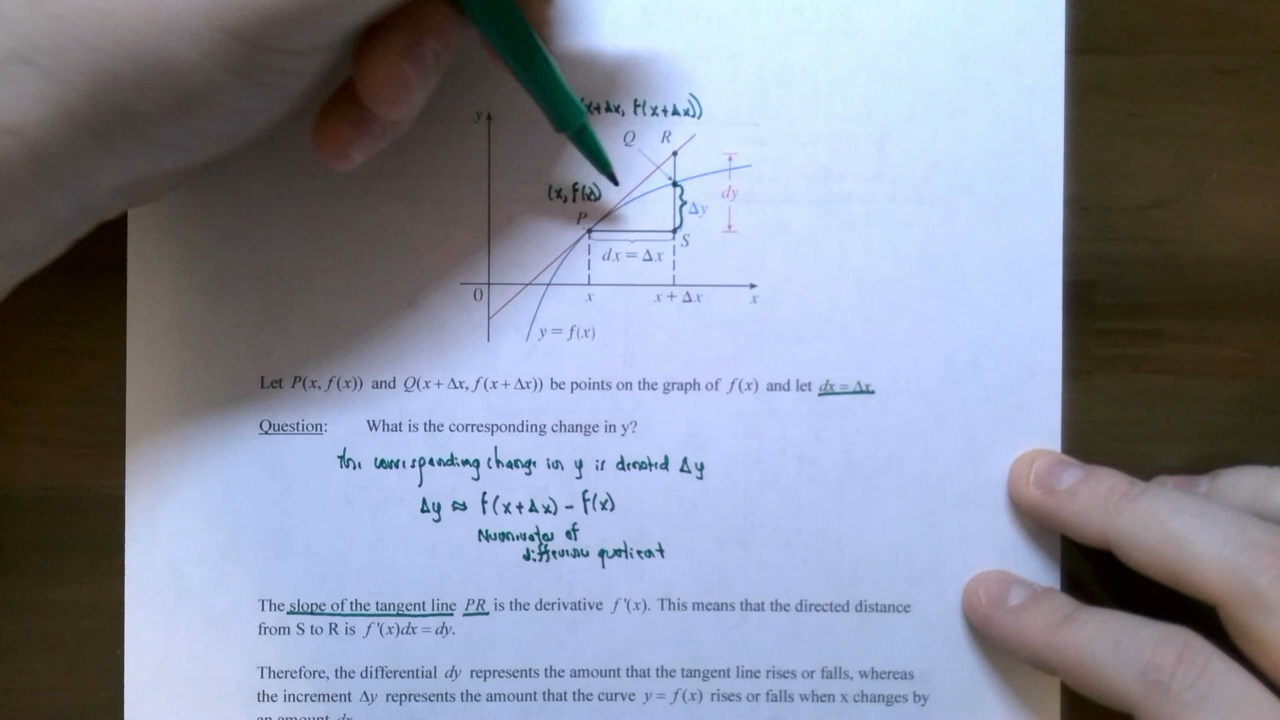 x+Δx, f(x+Δx))
y
Q R
(x, f(x))
P
dy
Δy
S
dx = Δx
0 x x + Δx x
y = f(x)
Let P(x, f(x)) and Q(x + Δx, f(x + Δx)) be points on the graph of f(x) and let dx = Δx.
Question: What is the corresponding change in y?
the corresponding change in y is denoted Δy
Δy ≈ f(x+Δx) - f(x)
Numerator of
difference quotient
The slope of the tangent line PR is the derivative f'(x). This means that the directed distance
from S to R is f'(x)dx = dy.
Therefore, the differential dy represents the amount that the tangent line rises or falls, whereas
the increment Δy represents the amount that the curve y = f(x) rises or falls when x changes by
an amount dx